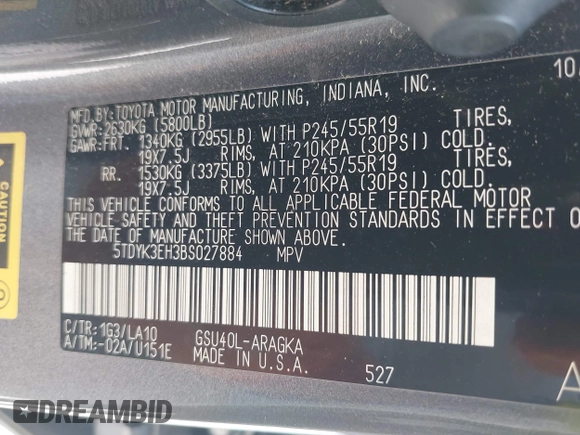 MFD.BY:TOYOTA MOTOR MANUFACTURING, INDIANA, INC. 10/
GVWR:2630KG (5800LB)
GAWR:FRT. 1340KG (2955LB) WITH P245/55R19 TIRES,
19X7.5J RIMS, AT 210KPA (30PSI) COLD.
RR. 1530KG (3375LB) WITH P245/55R19 TIRES,
19X7.5J RIMS, AT 210KPA (30PSI) COLD.
THIS VEHICLE CONFORMS TO ALL APPLICABLE FEDERAL MOTOR
VEHICLE SAFETY AND THEFT PREVENTION STANDARDS IN EFFECT O
THE DATE OF MANUFACTURE SHOWN ABOVE.
5TDYK3EH3BS027884 MPV
C/TR:1G3/LA10 GSU40L-ARAGKA
A/TM:-02A/U151E MADE IN U.S.A. 527
A
CAUTION
DREAMBID